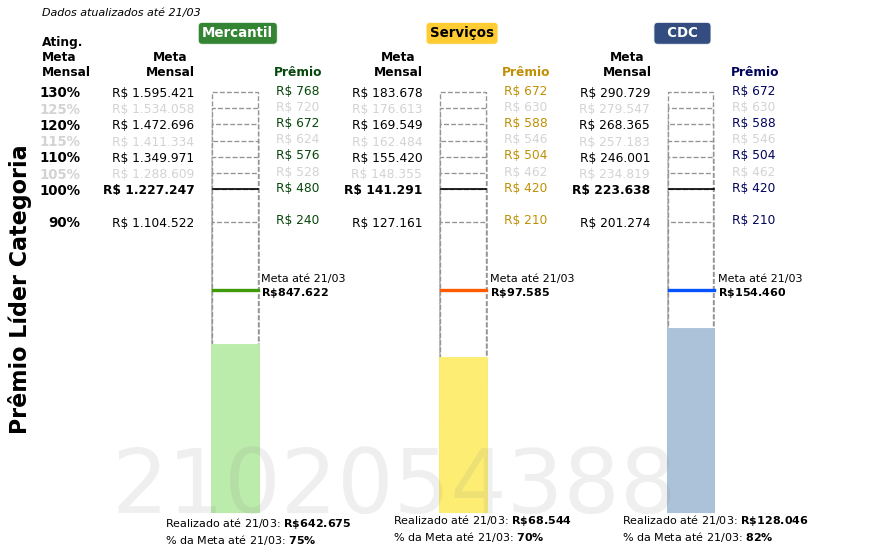 Dados atualizados até 21/03
Mercantil Serviços CDC
Ating. Meta Mensal Meta Mensal Prêmio Meta Mensal Prêmio Meta Mensal Prêmio
130% R$ 1.595.421 R$ 768 R$ 183.678 R$ 672 R$ 290.729 R$ 672
125% R$ 1.534.058 R$ 720 R$ 176.613 R$ 630 R$ 279.547 R$ 630
120% R$ 1.472.696 R$ 672 R$ 169.549 R$ 588 R$ 268.365 R$ 588
115% R$ 1.411.334 R$ 624 R$ 162.484 R$ 546 R$ 257.183 R$ 546
110% R$ 1.349.971 R$ 576 R$ 155.420 R$ 504 R$ 246.001 R$ 504
105% R$ 1.288.609 R$ 528 R$ 148.355 R$ 462 R$ 234.819 R$ 462
100% R$ 1.227.247 R$ 480 R$ 141.291 R$ 420 R$ 223.638 R$ 420
90% R$ 1.104.522 R$ 240 R$ 127.161 R$ 210 R$ 201.274 R$ 210
Prêmio Líder Categoria
Meta até 21/03 Meta até 21/03 Meta até 21/03
R$847.622 R$97.585 R$154.460
2102054388
Realizado até 21/03: R$642.675 Realizado até 21/03: R$68.544 Realizado até 21/03: R$128.046
% da Meta até 21/03: 75% % da Meta até 21/03: 70% % da Meta até 21/03: 82%